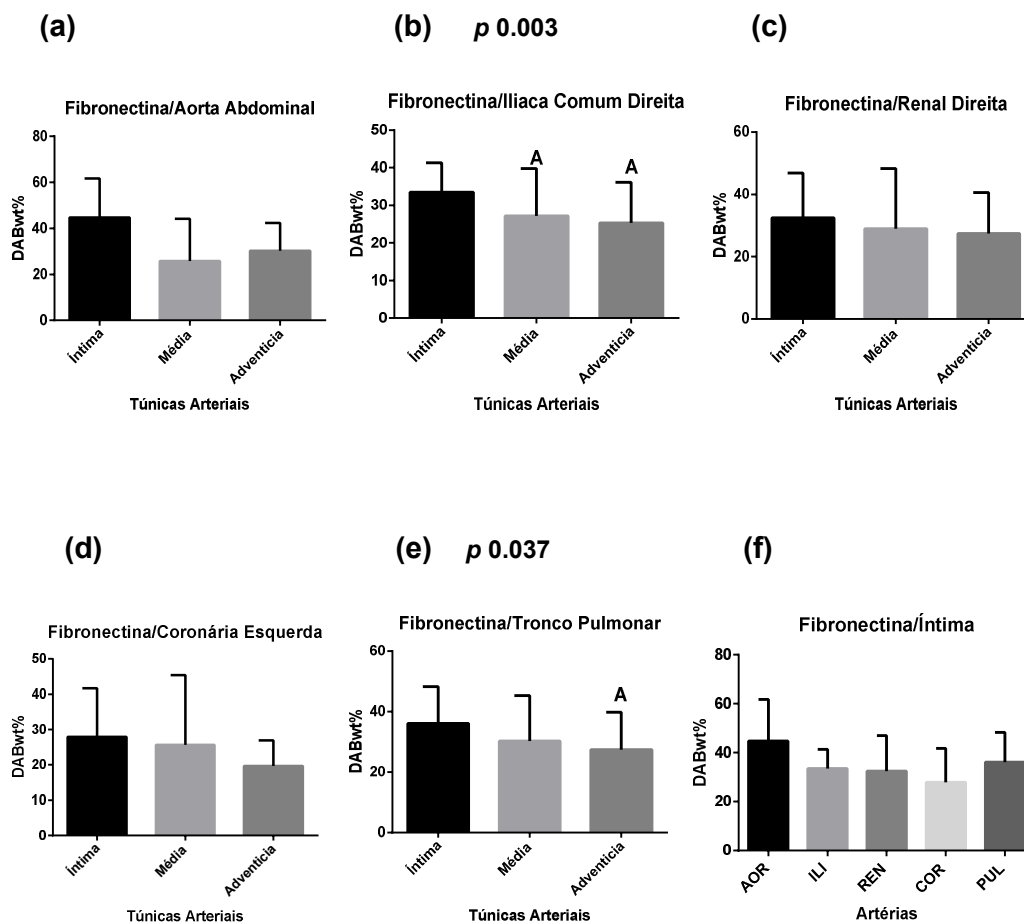 (a)
Fibronectina/Aorta Abdominal
80
60
40
20
0
DABwt%
Íntima
Média
Adventicia
Túnicas Arteriais
(b) p 0.003
Fibronectina/Iliaca Comum Direita
50
40
30
20
10
0
DABwt%
A
A
Íntima
Média
Adventicia
Túnicas Arteriais
(c)
Fibronectina/Renal Direita
60
40
20
0
DABwt%
Íntima
Média
Adventicia
Túnicas Arteriais
(d)
Fibronectina/Coronária Esquerda
50
40
30
20
10
0
DABwt%
Íntima
Média
Adventicia
Túnicas Arteriais
(e) p 0.037
Fibronectina/Tronco Pulmonar
60
40
20
0
DABwt%
A
Íntima
Média
Adventicia
Túnicas Arteriais
(f)
Fibronectina/Íntima
80
60
40
20
0
DABwt%
AOR
ILI
REN
COR
PUL
Artérias